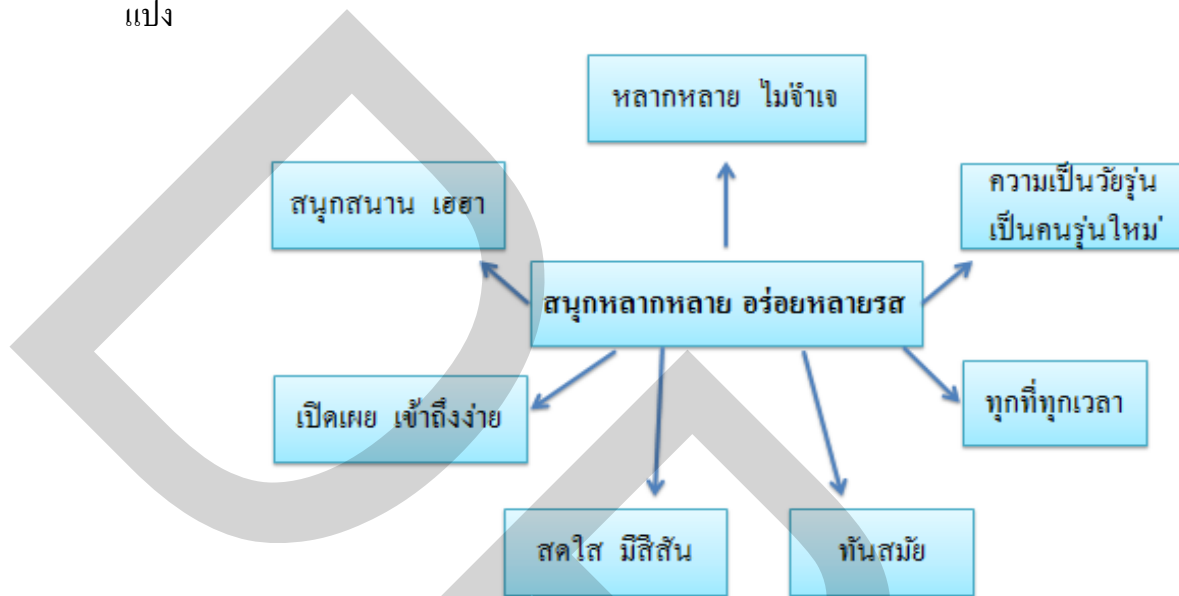 แปง
หลากหลาย ไม่จำเจ
สนุกสนาน เฮฮา
ความเป็นวัยรุ่น
เป็นคนรุ่นใหม่
สนุกหลากหลาย อร่อยหลายรส
เปิดเผย เข้าถึงง่าย
ทุกที่ทุกเวลา
สดใส มีสีสัน
ทันสมัย